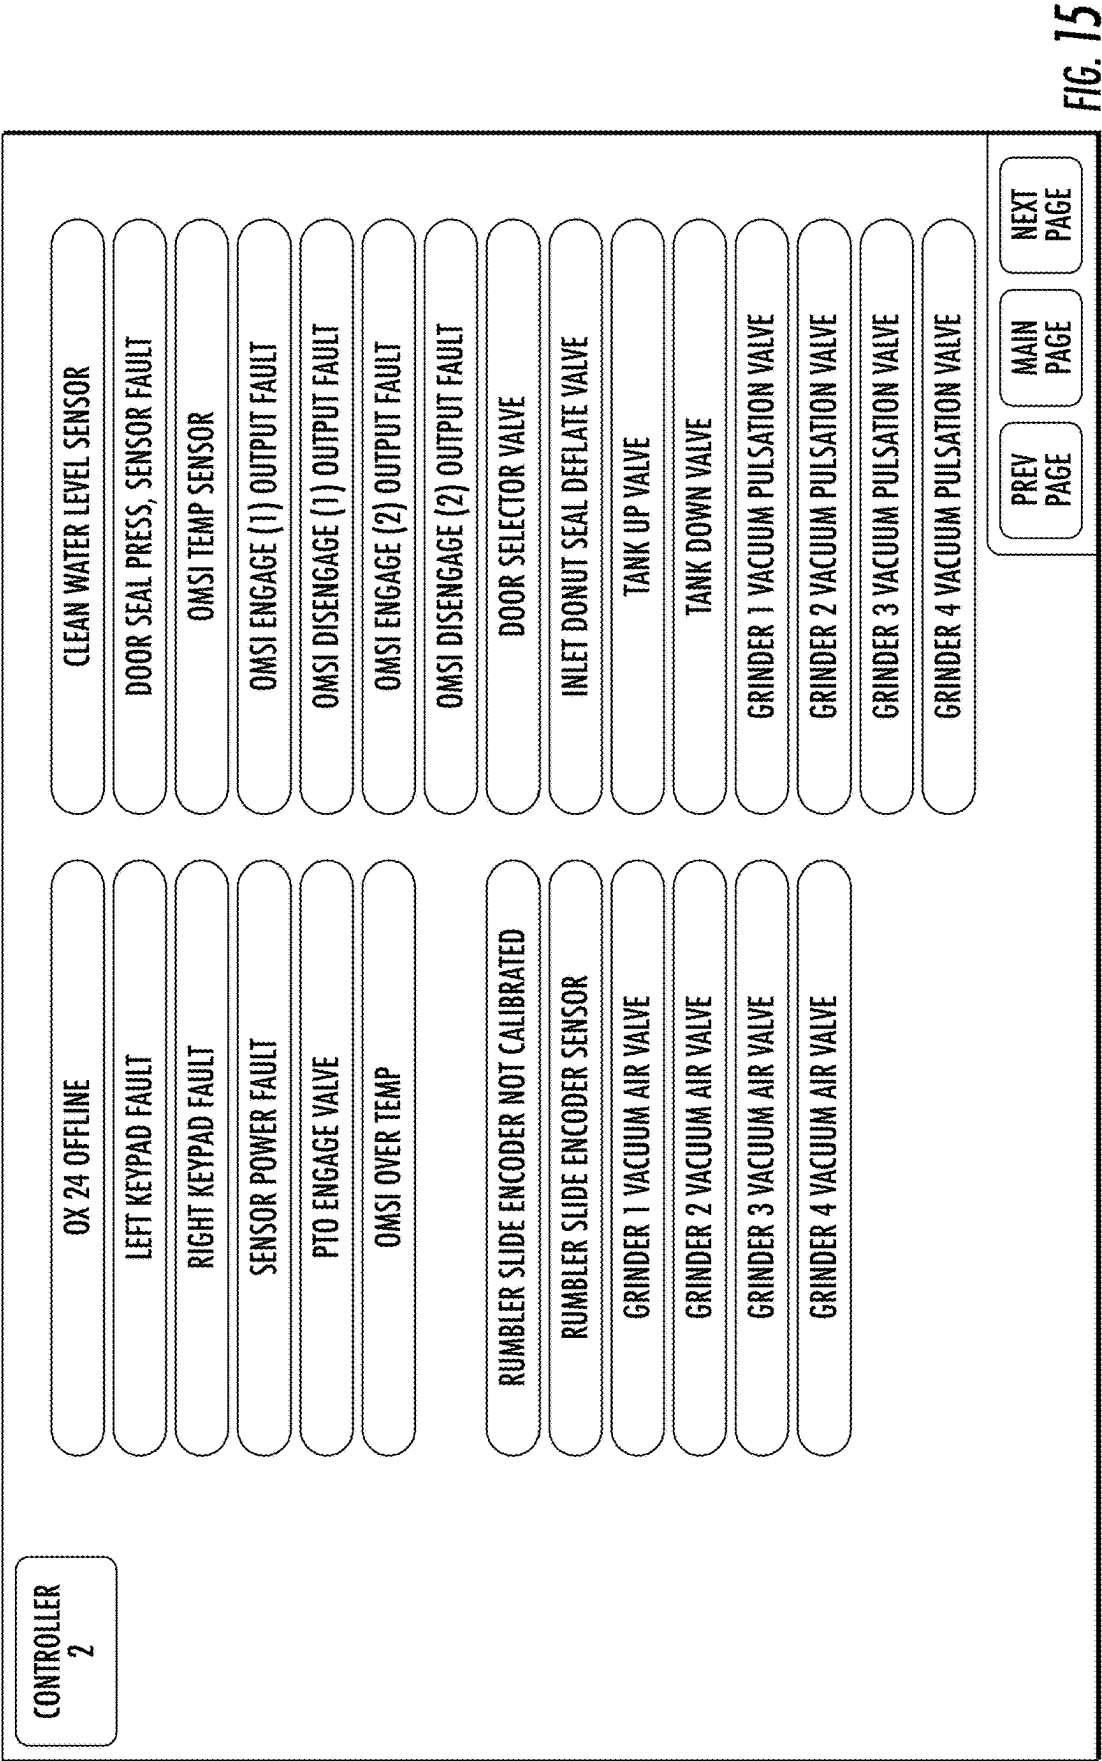 CONTROLLER
2
OX 24 OFFLINE
LEFT KEYPAD FAULT
RIGHT KEYPAD FAULT
SENSOR POWER FAULT
PTO ENGAGE VALVE
OMSI OVER TEMP
RUMBLER SLIDE ENCODER NOT CALIBRATED
RUMBLER SLIDE ENCODER SENSOR
GRINDER 1 VACUUM AIR VALVE
GRINDER 2 VACUUM AIR VALVE
GRINDER 3 VACUUM AIR VALVE
GRINDER 4 VACUUM AIR VALVE
CLEAN WATER LEVEL SENSOR
DOOR SEAL PRESS, SENSOR FAULT
OMSI TEMP SENSOR
OMSI ENGAGE (1) OUTPUT FAULT
OMSI DISENGAGE (1) OUTPUT FAULT
OMSI ENGAGE (2) OUTPUT FAULT
OMSI DISENGAGE (2) OUTPUT FAULT
DOOR SELECTOR VALVE
INLET DONUT SEAL DEFLATE VALVE
TANK UP VALVE
TANK DOWN VALVE
GRINDER 1 VACUUM PULSATION VALVE
GRINDER 2 VACUUM PULSATION VALVE
GRINDER 3 VACUUM PULSATION VALVE
GRINDER 4 VACUUM PULSATION VALVE
PREV
PAGE
MAIN
PAGE
NEXT
PAGE
FIG. 15